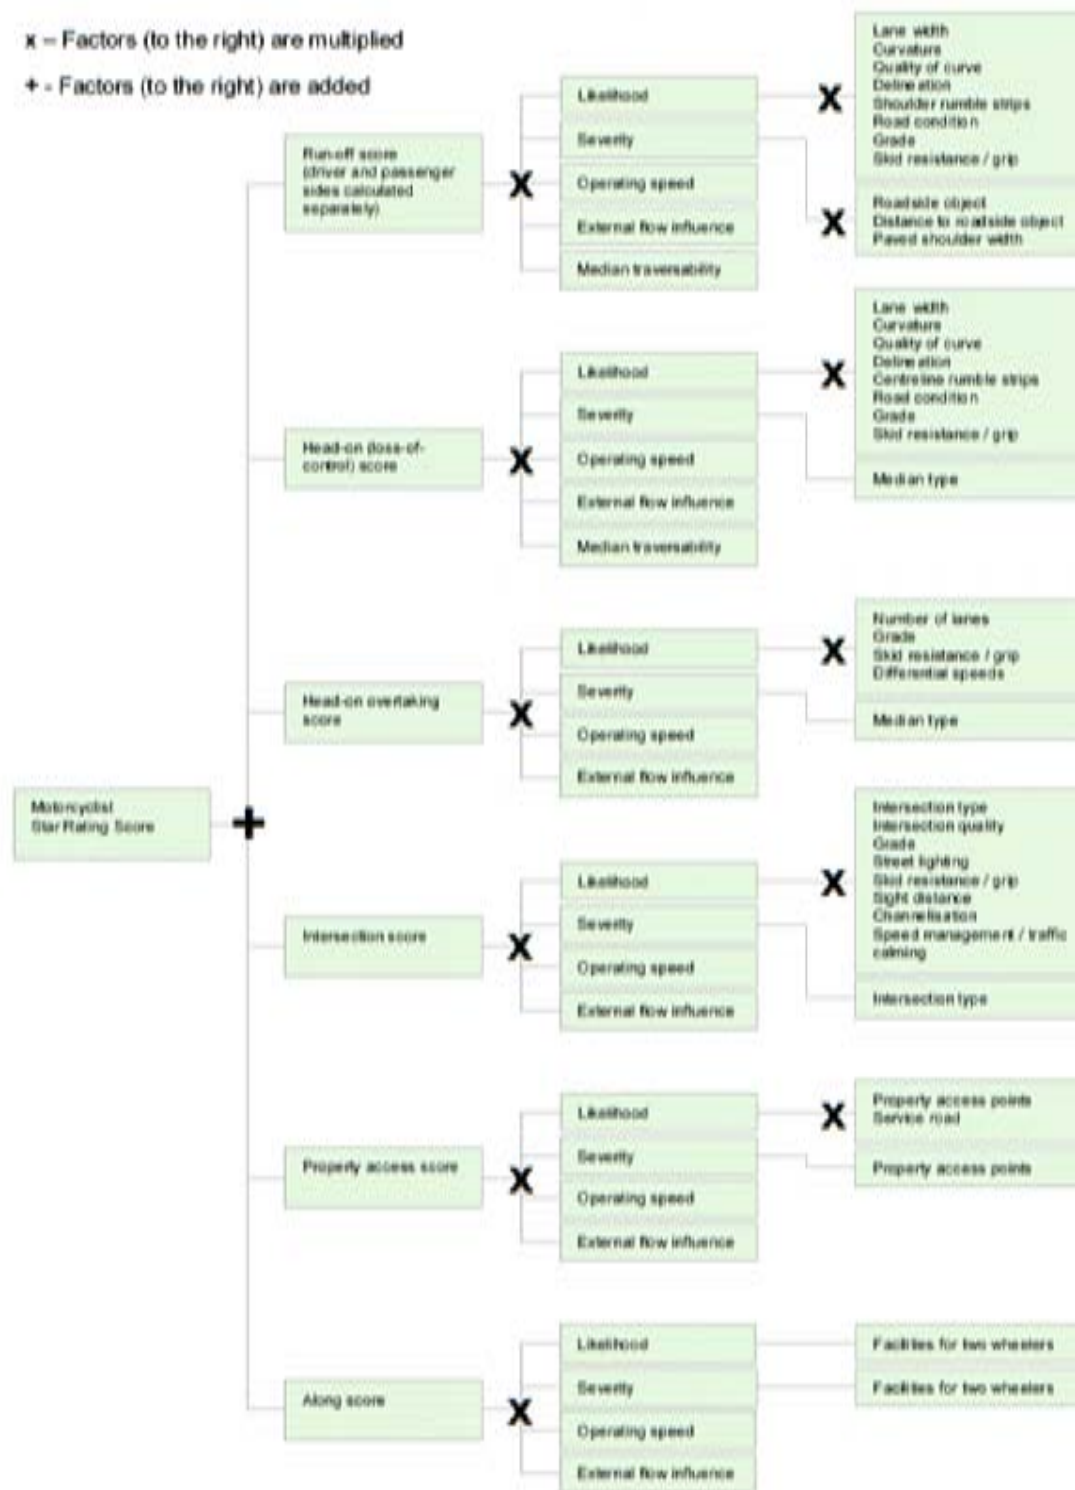 x – Factors (to the right) are multiplied
+ - Factors (to the right) are added
Motorcyclist
Star Rating Score
Run-off score
(driver and passenger
sides calculated
separately)
Likelihood
Severity
Operating speed
External flow influence
Median traversability
Lane width
Curvature
Quality of curve
Delineation
Shoulder rumble strips
Road condition
Grade
Skid resistance / grip
Roadside object
Distance to roadside object
Paved shoulder width
Head-on (loss-of-
control) score
Likelihood
Severity
Operating speed
External flow influence
Median traversability
Lane width
Curvature
Quality of curve
Delineation
Centreline rumble strips
Road condition
Grade
Skid resistance / grip
Median type
Head-on overtaking
score
Likelihood
Severity
Operating speed
External flow influence
Number of lanes
Grade
Skid resistance / grip
Differential speeds
Median type
Intersection score
Likelihood
Severity
Operating speed
External flow influence
Intersection type
Intersection quality
Grade
Street lighting
Skid resistance / grip
Sight distance
Channelisation
Speed management / traffic
calming
Intersection type
Property access score
Likelihood
Severity
Operating speed
External flow influence
Property access points
Service road
Property access points
Along score
Likelihood
Severity
Operating speed
External flow influence
Facilities for two wheelers
Facilities for two wheelers